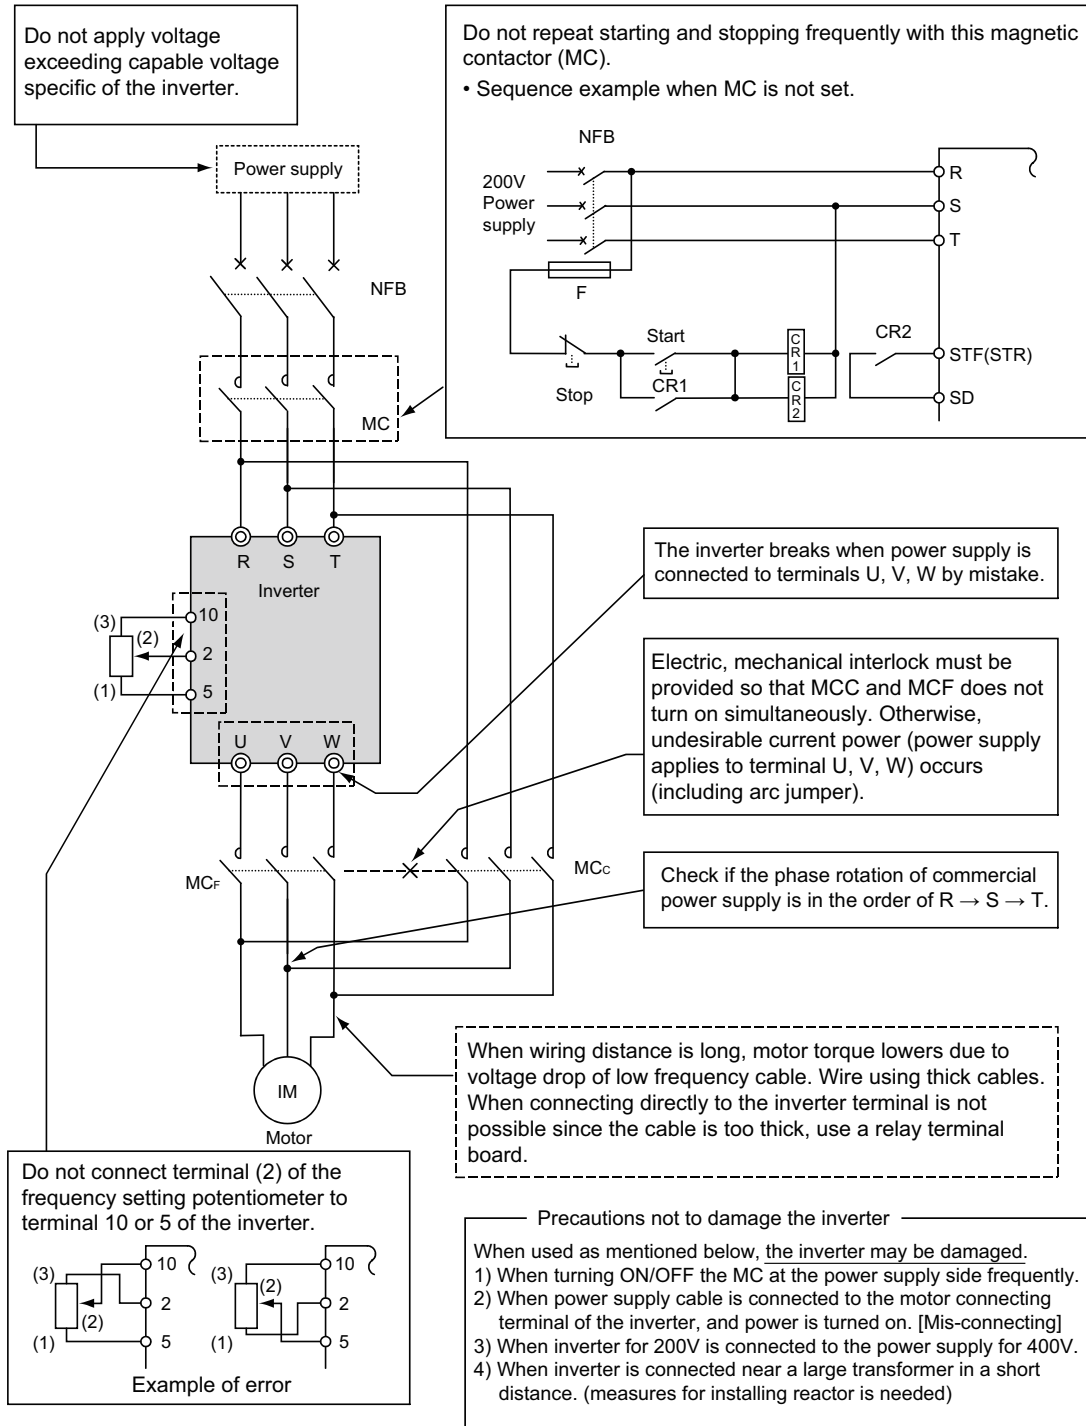 Do not apply voltage
exceeding capable voltage
specific of the inverter.
Do not repeat starting and stopping frequently with this magnetic
contactor (MC).
• Sequence example when MC is not set.
NFB
200V
Power
supply
R
S
T
F
Start
Stop
CR1
C
R
1
C
R
2
CR2
STF(STR)
SD
Power supply
NFB
MC
R S T
Inverter
(3)
(2)
(1)
10
2
5
U V W
The inverter breaks when power supply is
connected to terminals U, V, W by mistake.
Electric, mechanical interlock must be
provided so that MCC and MCF does not
turn on simultaneously. Otherwise,
undesirable current power (power supply
applies to terminal U, V, W) occurs
(including arc jumper).
MCF
MCC
Check if the phase rotation of commercial
power supply is in the order of R → S → T.
When wiring distance is long, motor torque lowers due to
voltage drop of low frequency cable. Wire using thick cables.
When connecting directly to the inverter terminal is not
possible since the cable is too thick, use a relay terminal
board.
IM
Motor
Do not connect terminal (2) of the
frequency setting potentiometer to
terminal 10 or 5 of the inverter.
(3)
(2)
(1)
10
2
5
(3)
(2)
(1)
10
2
5
Example of error
Precautions not to damage the inverter
When used as mentioned below, the inverter may be damaged.
1) When turning ON/OFF the MC at the power supply side frequently.
2) When power supply cable is connected to the motor connecting
terminal of the inverter, and power is turned on. [Mis-connecting]
3) When inverter for 200V is connected to the power supply for 400V.
4) When inverter is connected near a large transformer in a short
distance. (measures for installing reactor is needed)